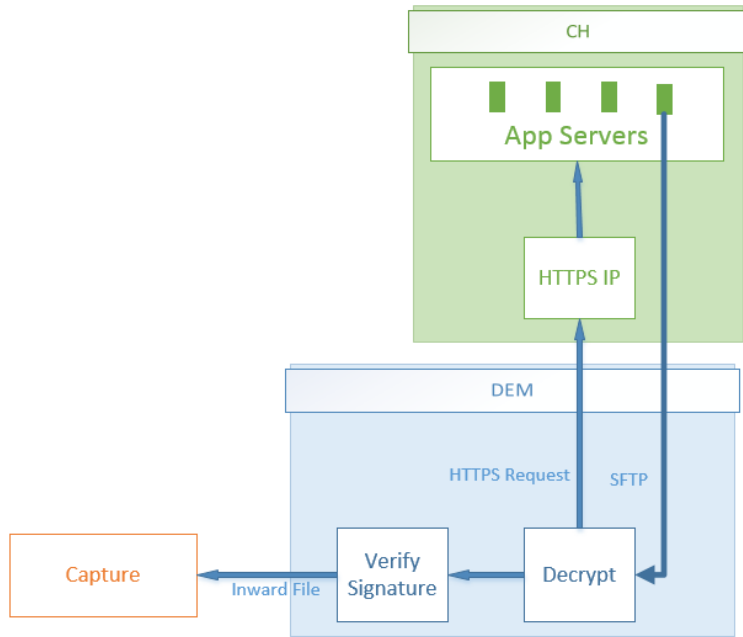 CH
App Servers
HTTPS IP
DEM
HTTPS Request
SFTP
Capture
Inward File
Verify
Signature
Decrypt